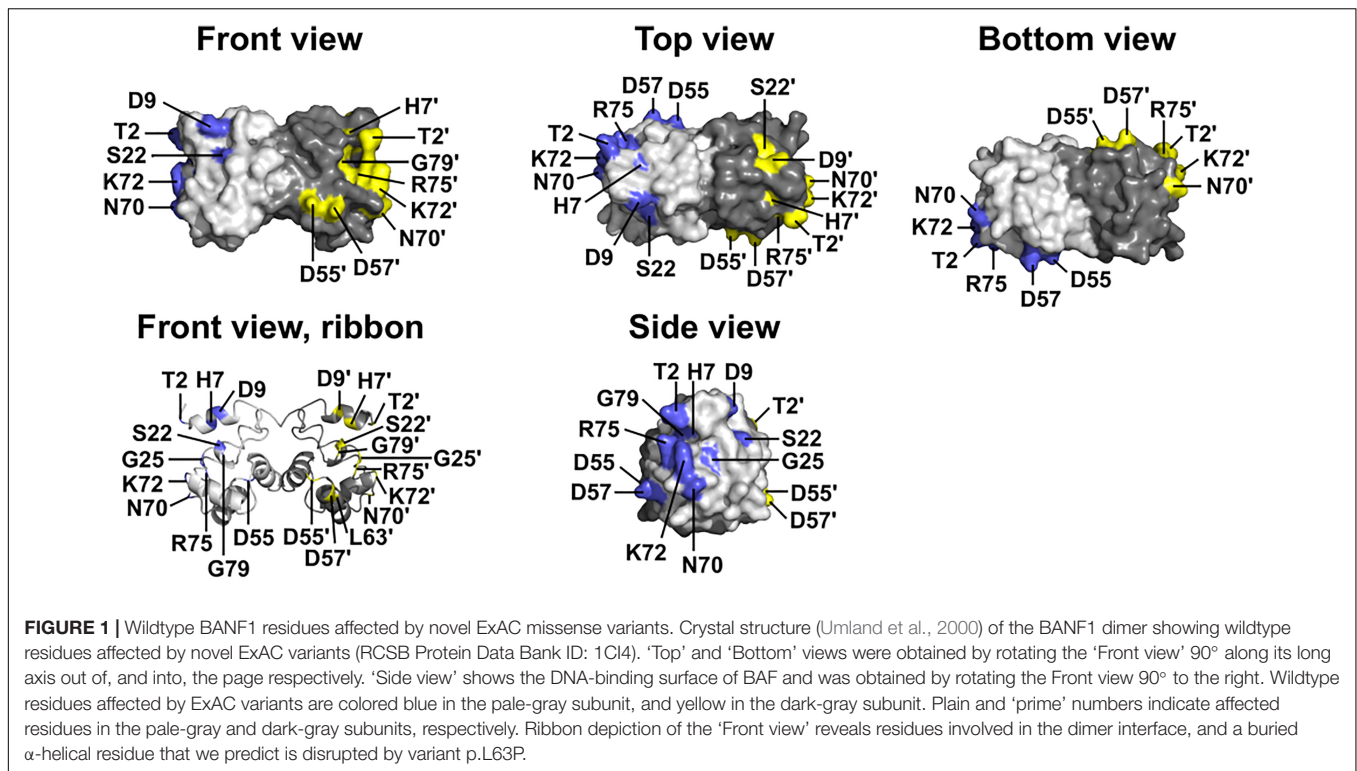 Front view
D9
T2
S22
K72
N70
H7'
T2'
G79'
R75'
K72'
N70'
D55'
D57'
Top view
D57
D55
R75
T2
K72
N70
H7
D9
S22
S22'
D9'
N70'
K72'
H7'
T2'
R75'
D55'
D57'
Bottom view
D57'
D55'
R75'
T2'
K72'
N70'
N70
K72
T2
R75
D57
D55
Front view, ribbon
T2
H7
D9
D9'
H7'
T2'
S22
S22'
G79'
G25
G25'
R75'
K72
K72'
N70
N70'
R75
D55
D55'
L63'
D57'
G79
Side view
T2
H7
D9
G79
T2'
R75
S22
G25
D55
D57
D55'
D57'
K72
N70
FIGURE 1 | Wildtype BANF1 residues affected by novel ExAC missense variants. Crystal structure (Umland et al., 2000) of the BANF1 dimer showing wildtype
residues affected by novel ExAC variants (RCSB Protein Data Bank ID: 1CI4). 'Top' and 'Bottom' views were obtained by rotating the 'Front view' 90° along its long
axis out of, and into, the page respectively. 'Side view' shows the DNA-binding surface of BAF and was obtained by rotating the Front view 90° to the right. Wildtype
residues affected by ExAC variants are colored blue in the pale-gray subunit, and yellow in the dark-gray subunit. Plain and 'prime' numbers indicate affected
residues in the pale-gray and dark-gray subunits, respectively. Ribbon depiction of the 'Front view' reveals residues involved in the dimer interface, and a buried
α-helical residue that we predict is disrupted by variant p.L63P.